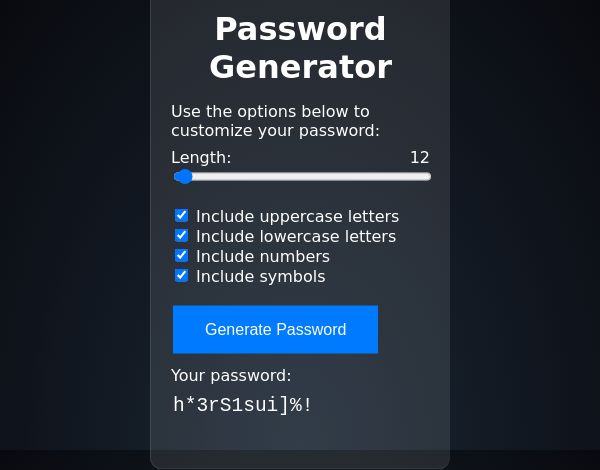 Password
Generator
Use the options below to
customize your password:
Length: 12
Include uppercase letters
Include lowercase letters
Include numbers
Include symbols
Generate Password
Your password:
h*3rS1sui]%!